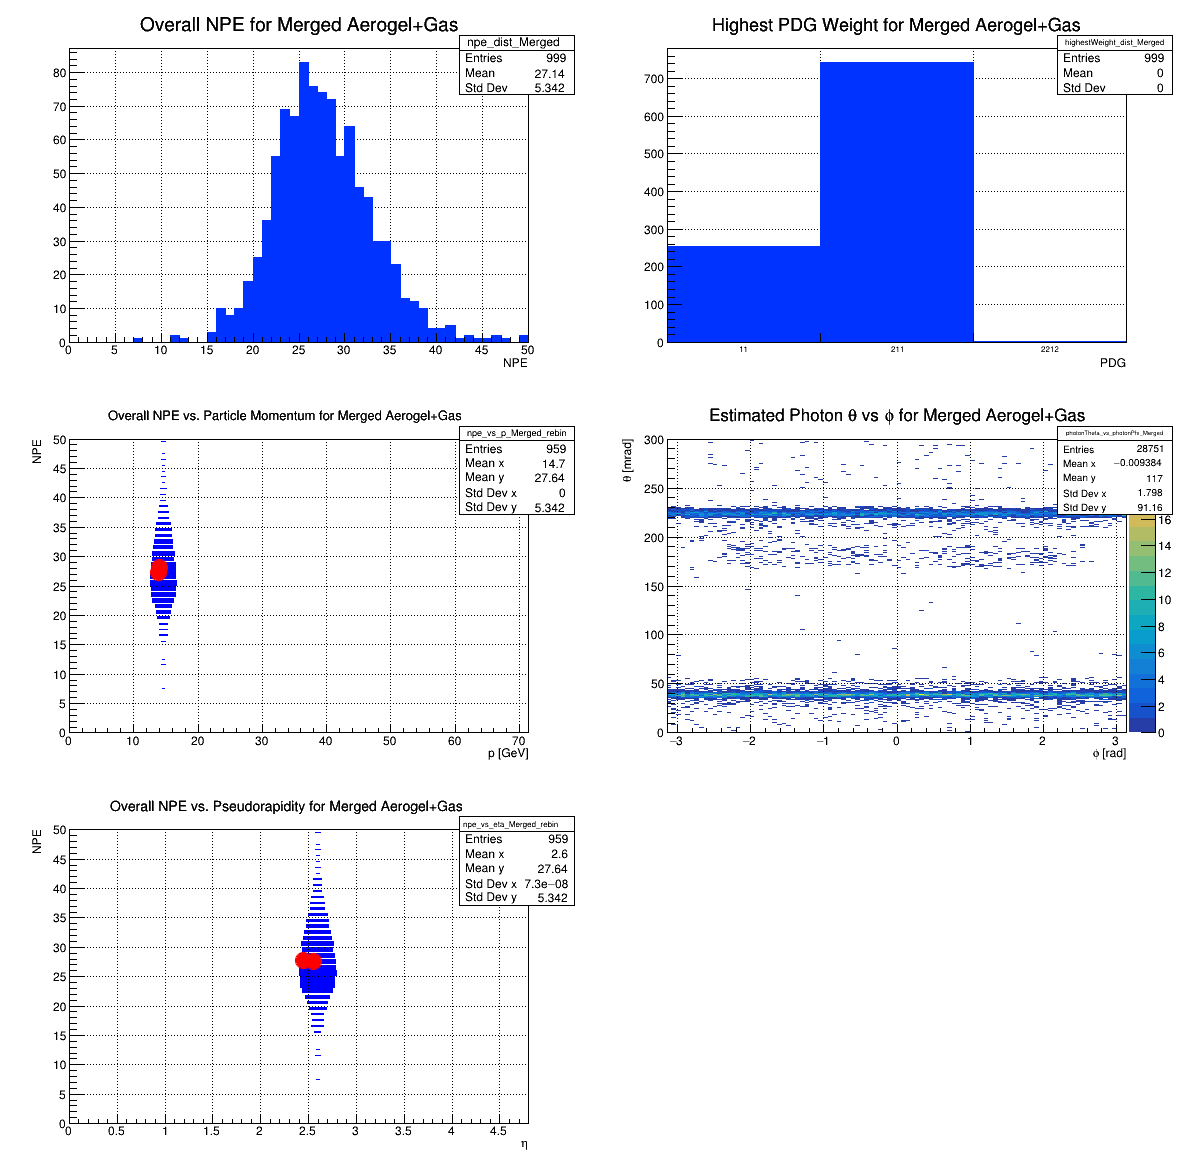 Overall NPE for Merged Aerogel+Gas
npe_dist_Merged
Entries 999
Mean 27.14
Std Dev 5.342
80
70
60
50
40
30
20
10
0
0 5 10 15 20 25 30 35 40 45 50
NPE
Highest PDG Weight for Merged Aerogel+Gas
highestWeight_dist_Merged
Entries 999
Mean 0
Std Dev 0
700
600
500
400
300
200
100
0
11 211 2212
PDG
Overall NPE vs. Particle Momentum for Merged Aerogel+Gas
npe_vs_p_Merged_rebin
Entries 959
Mean x 14.7
Mean y 27.64
Std Dev x 0
Std Dev y 5.342
NPE
50
45
40
35
30
25
20
15
10
5
0
0 10 20 30 40 50 60 70
p [GeV]
Estimated Photon θ vs ϕ for Merged Aerogel+Gas
photonTheta_vs_photonPhi_Merged
Entries 28751
Mean x −0.009384
Mean y 117
Std Dev x 1.798
Std Dev y 91.16
θ [mrad]
300
250
200
150
100
50
0
−3 −2 −1 0 1 2 3
ϕ [rad]
16
14
12
10
8
6
4
2
0
Overall NPE vs. Pseudorapidity for Merged Aerogel+Gas
npe_vs_eta_Merged_rebin
Entries 959
Mean x 2.6
Mean y 27.64
Std Dev x 7.3e−08
Std Dev y 5.342
NPE
50
45
40
35
30
25
20
15
10
5
0
0 0.5 1 1.5 2 2.5 3 3.5 4 4.5
η